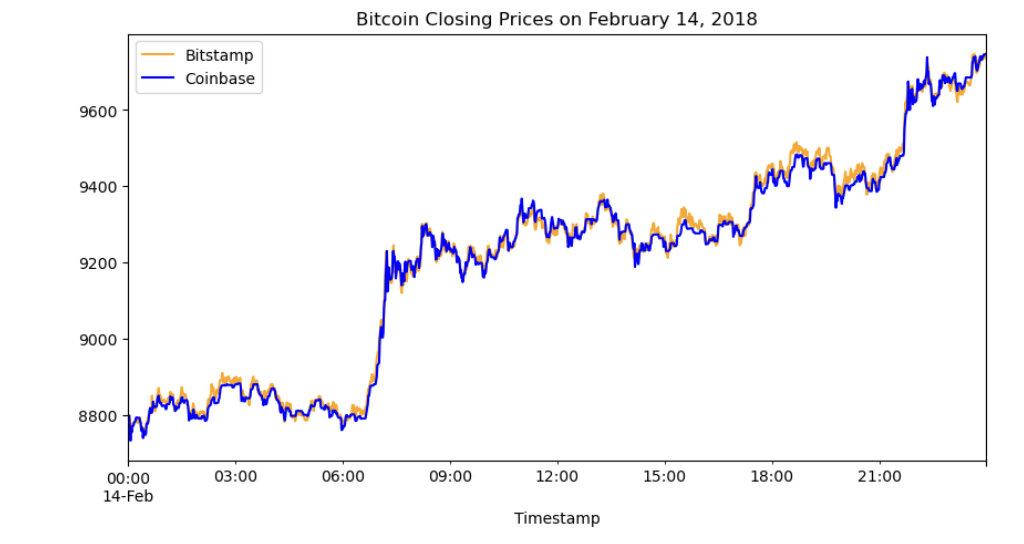 Bitcoin Closing Prices on February 14, 2018
Bitstamp
Coinbase
9600
9400
9200
9000
8800
00:00
14-Feb
03:00
06:00
09:00
12:00
15:00
18:00
21:00
Timestamp